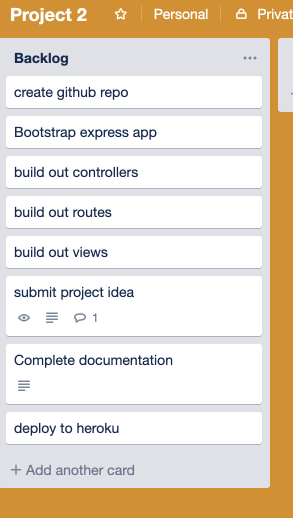 Project 2
Personal
Privat
Backlog
create github repo
Bootstrap express app
build out controllers
build out routes
build out views
submit project idea
1
Complete documentation
deploy to heroku
+ Add another card